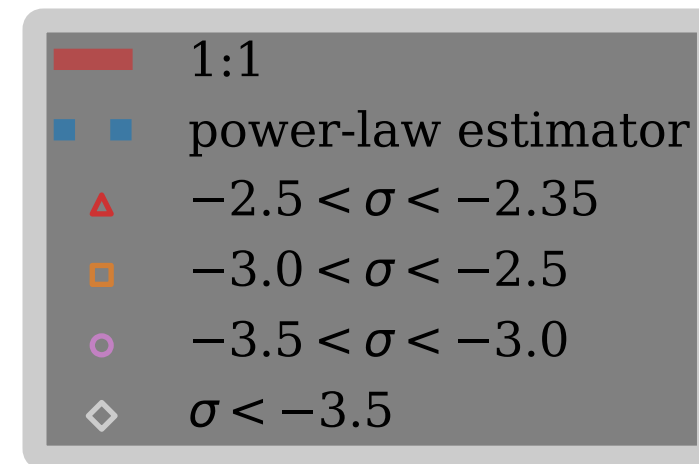 1:1
power-law estimator
−2.5 < σ < −2.35
−3.0 < σ < −2.5
−3.5 < σ < −3.0
σ < −3.5